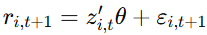 r_{i,t+1} = z'_{i,t}θ + ε_{i,t+1}